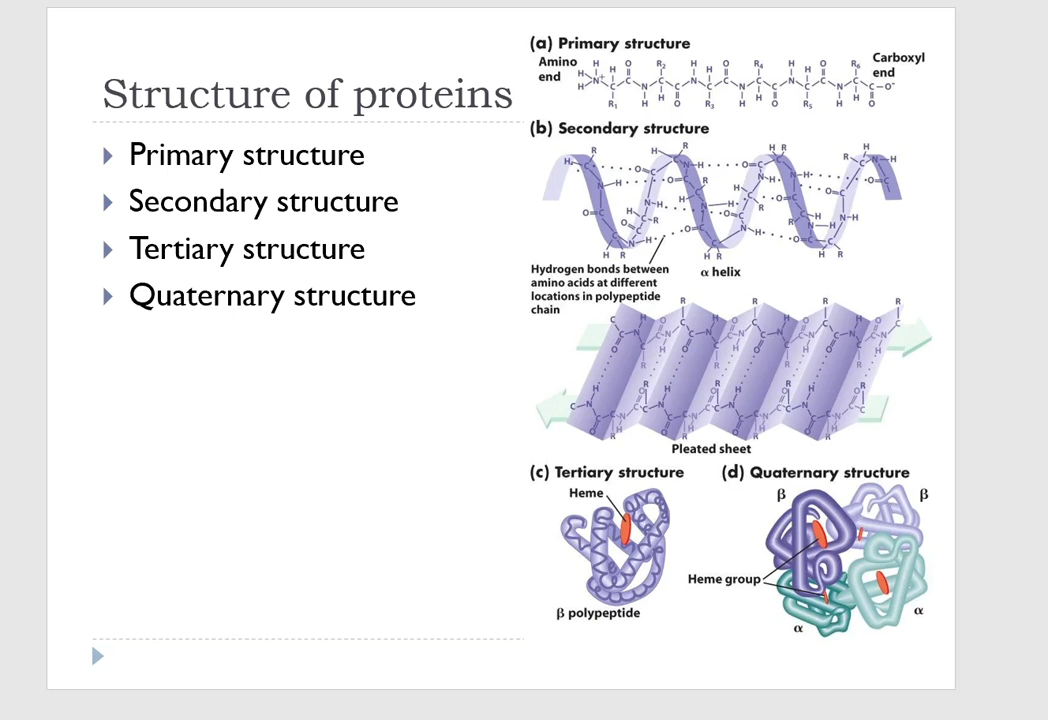 Structure of proteins
Primary structure
Secondary structure
Tertiary structure
Quaternary structure
(a) Primary structure
Amino
end
Carboxyl
end
(b) Secondary structure
Hydrogen bonds between
amino acids at different
locations in polypeptide
chain
α helix
Pleated sheet
(c) Tertiary structure
Heme
β polypeptide
(d) Quaternary structure
β
β
Heme group
α
α